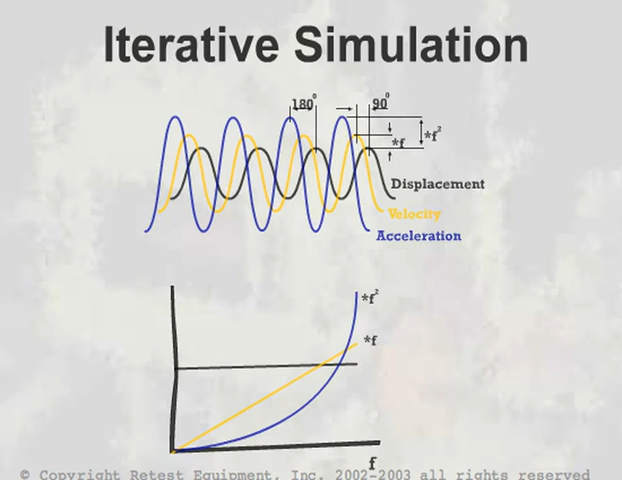 Iterative Simulation
180°
90°
*f
*f²
Displacement
Velocity
Acceleration
*f²
*f
f
© Copyright Retest Equipment, Inc. 2002-2003 all rights reserved